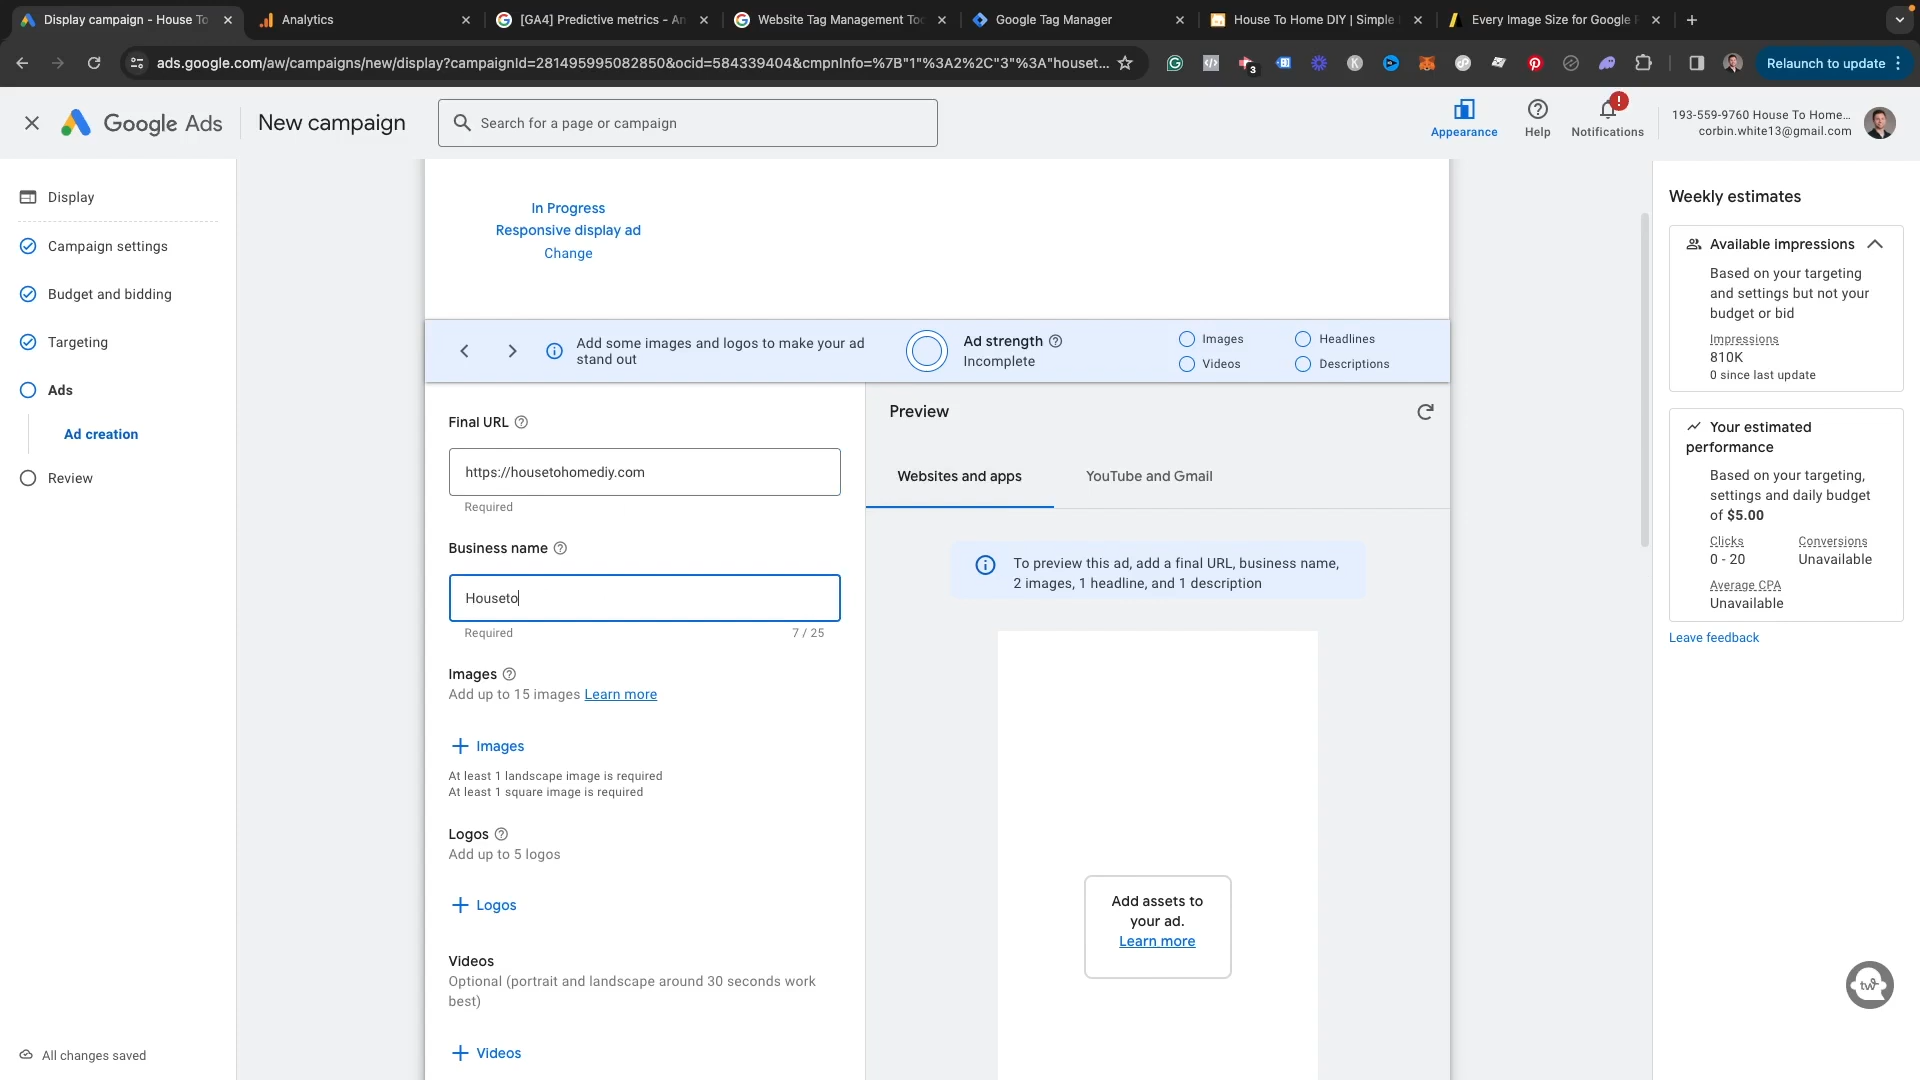 Display campaign - House To
Analytics
[GA4] Predictive metrics - An
Website Tag Management Too
Google Tag Manager
House To Home DIY | Simple
Every Image Size for Google P
ads.google.com/aw/campaigns/new/display?campaignId=281495995082850&ocid=584339404&cmpnInfo=%7B"1"%3A2%2C"3"%3A"houset...
3
Relaunch to update
Google Ads
New campaign
Search for a page or campaign
Appearance
Help
Notifications
193-559-9760 House To Home...
corbin.white13@gmail.com
Display
Campaign settings
Budget and bidding
Targeting
Ads
Ad creation
Review
All changes saved
In Progress
Responsive display ad
Change
Add some images and logos to make your ad
stand out
Ad strength
Incomplete
Images
Headlines
Videos
Descriptions
Final URL
https://housetohomediy.com
Required
Business name
Houseto
Required
7 / 25
Images
Add up to 15 images Learn more
Images
At least 1 landscape image is required
At least 1 square image is required
Logos
Add up to 5 logos
Logos
Videos
Optional (portrait and landscape around 30 seconds work
best)
Videos
Preview
Websites and apps
YouTube and Gmail
To preview this ad, add a final URL, business name,
2 images, 1 headline, and 1 description
Add assets to
your ad.
Learn more
Weekly estimates
Available impressions
Based on your targeting
and settings but not your
budget or bid
Impressions
810K
0 since last update
Your estimated
performance
Based on your targeting,
settings and daily budget
of $5.00
Clicks
Conversions
0 - 20
Unavailable
Average CPA
Unavailable
Leave feedback
tw